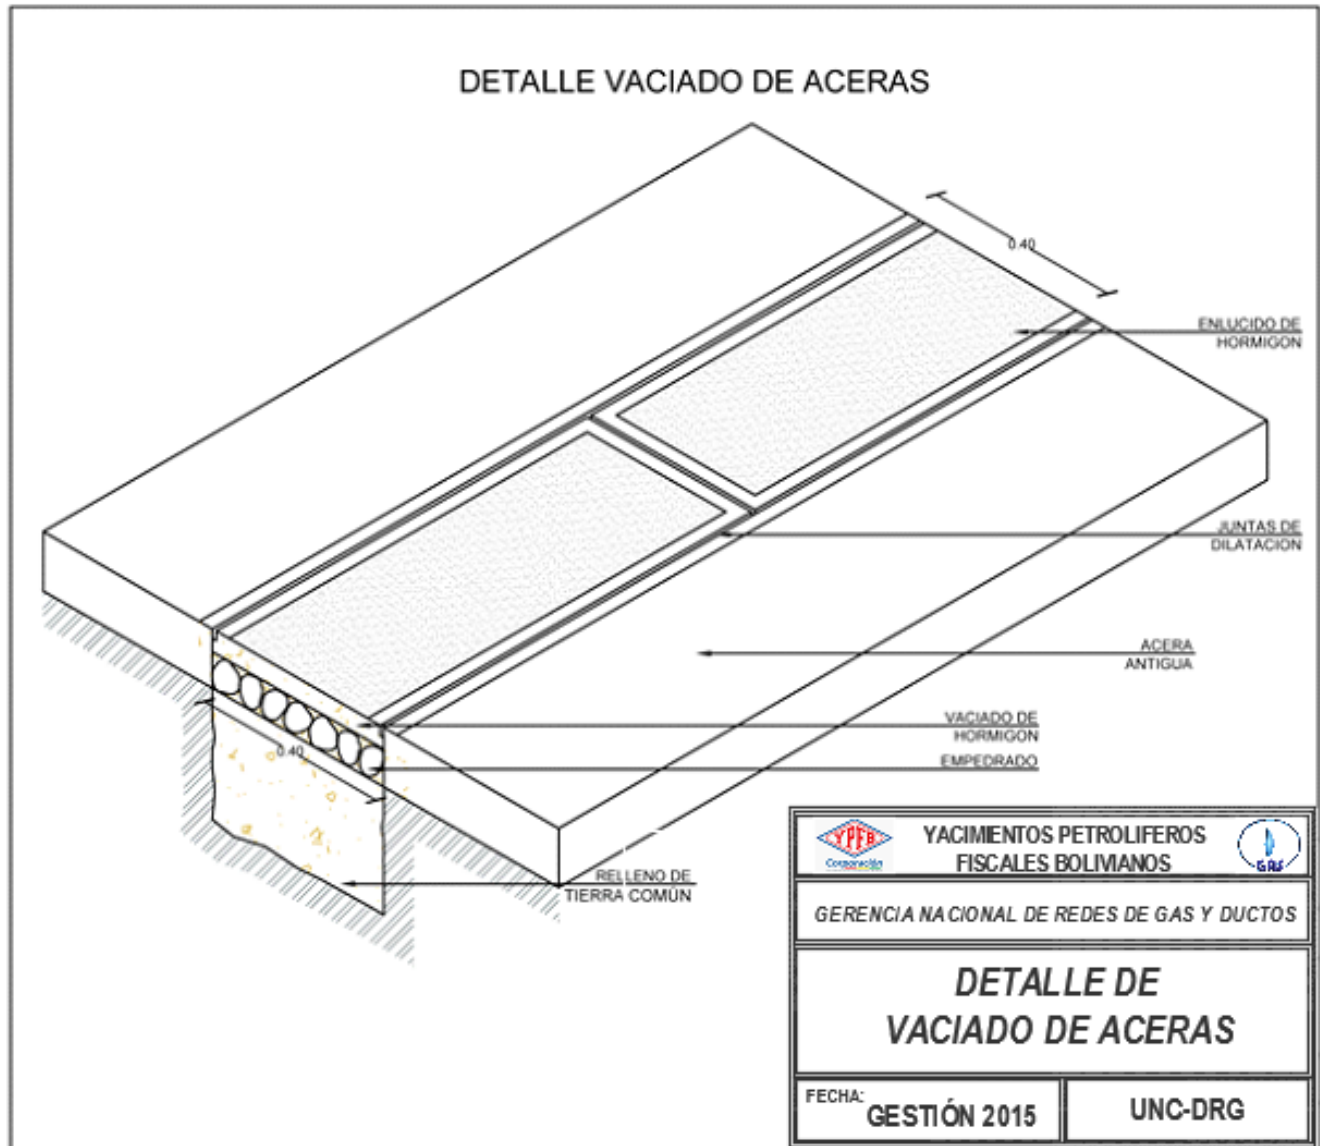 DETALLE VACIADO DE ACERAS
0.40
ENLUCIDO DE
HORMIGON
JUNTAS DE
DILATACION
ACERA
ANTIGUA
VACIADO DE
HORMIGON
EMPEDRADO
0.40
RELLENO DE
TIERRA COMÚN
YPFB
Corporación
YACIMIENTOS PETROLIFEROS
FISCALES BOLIVIANOS
GAS
GERENCIA NACIONAL DE REDES DE GAS Y DUCTOS
DETALLE DE
VACIADO DE ACERAS
FECHA:
GESTIÓN 2015
UNC-DRG